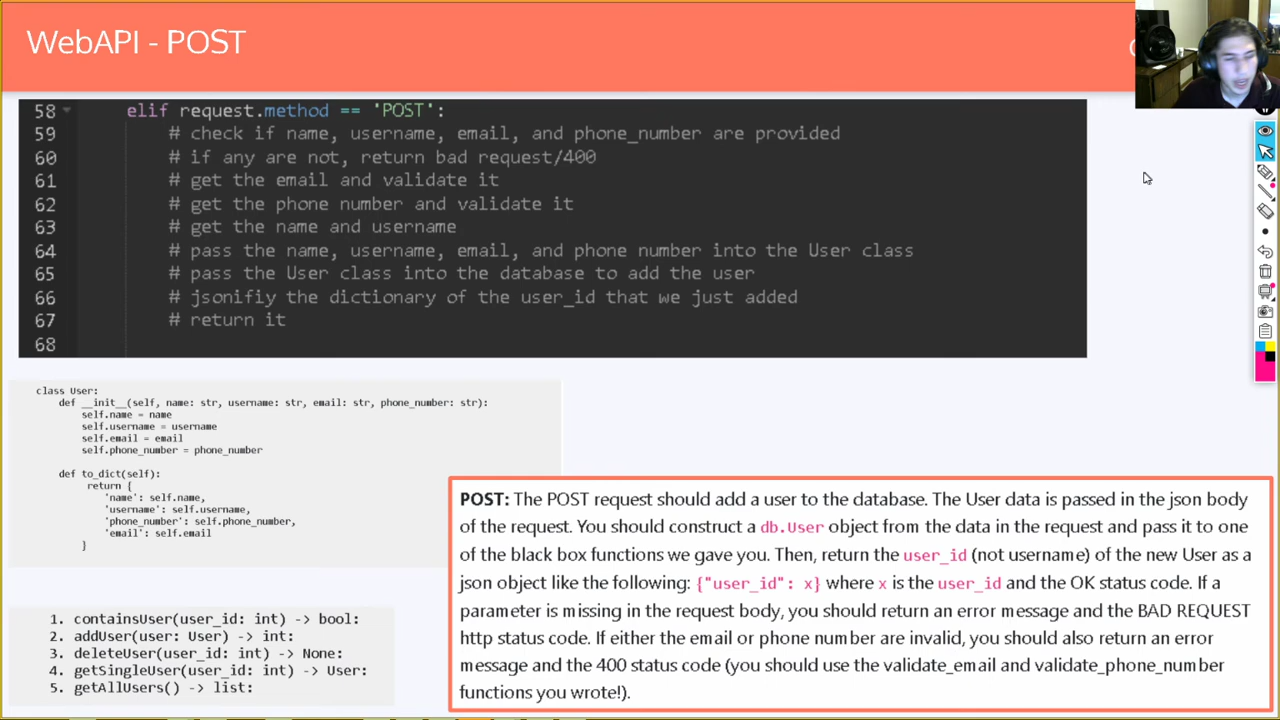 WebAPI - POST
58 elif request.method == 'POST':
59 # check if name, username, email, and phone_number are provided
60 # if any are not, return bad request/400
61 # get the email and validate it
62 # get the phone number and validate it
63 # get the name and username
64 # pass the name, username, email, and phone number into the User class
65 # pass the User class into the database to add the user
66 # jsonifiy the dictionary of the user_id that we just added
67 # return it
68
class User:
def __init__(self, name: str, username: str, email: str, phone_number: str):
self.name = name
self.username = username
self.email = email
self.phone_number = phone_number
def to_dict(self):
return {
'name': self.name,
'username': self.username,
'phone_number': self.phone_number,
'email': self.email
}
1. containsUser(user_id: int) -> bool:
2. addUser(user: User) -> int:
3. deleteUser(user_id: int) -> None:
4. getSingleUser(user_id: int) -> User:
5. getAllUsers() -> list:
POST: The POST request should add a user to the database. The User data is passed in the json body
of the request. You should construct a db.User object from the data in the request and pass it to one
of the black box functions we gave you. Then, return the user_id (not username) of the new User as a
json object like the following: {"user_id": x} where x is the user_id and the OK status code. If a
parameter is missing in the request body, you should return an error message and the BAD REQUEST
http status code. If either the email or phone number are invalid, you should also return an error
message and the 400 status code (you should use the validate_email and validate_phone_number
functions you wrote!).